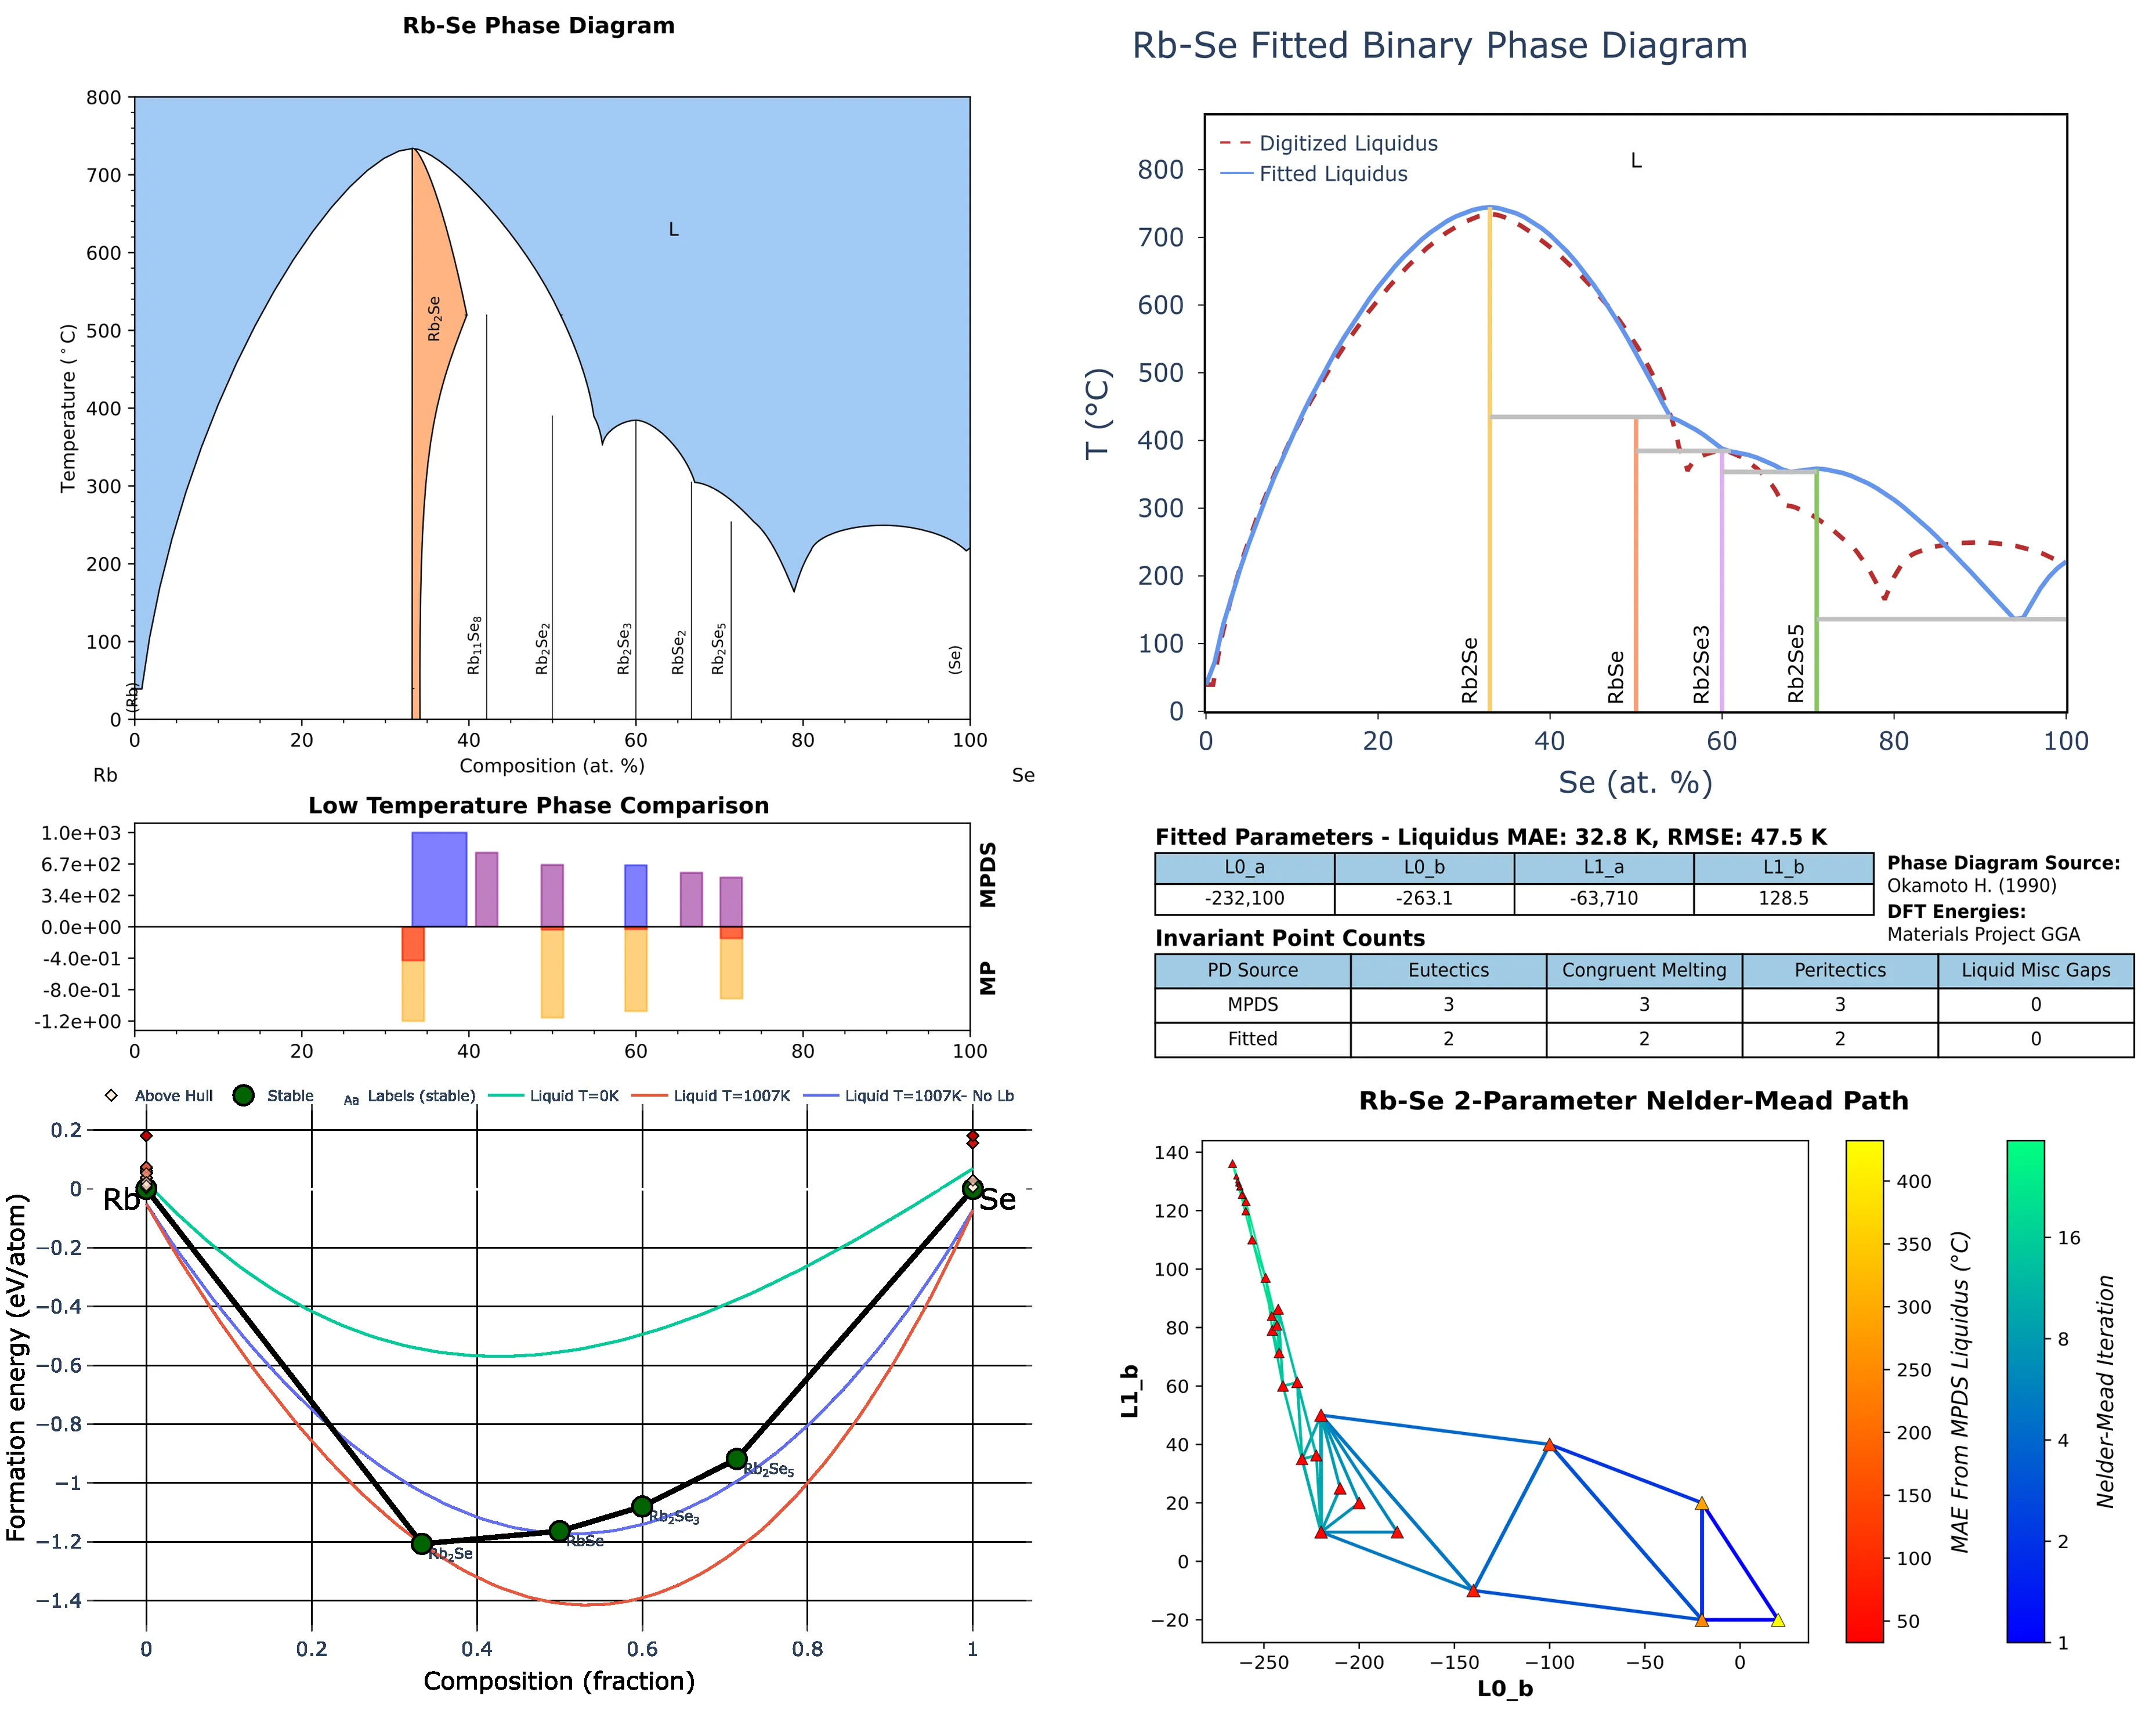 Rb-Se Phase Diagram
800
700
600
500
400
300
200
100
0
Temperature (°C)
L
Rb₂Se
Rb₁₁Se₈
Rb₂Se₂
Rb₂Se₃
RbSe₂
Rb₂Se₅
(Rb)
(Se)
0 20 40 60 80 100
Composition (at. %)
Rb Se
Rb-Se Fitted Binary Phase Diagram
Digitized Liquidus
Fitted Liquidus
L
800
700
600
500
400
300
200
100
0
T (°C)
Rb2Se
RbSe
Rb2Se3
Rb2Se5
0 20 40 60 80 100
Se (at. %)
Low Temperature Phase Comparison
1.0e+03
6.7e+02
3.4e+02
0.0e+00
-4.0e-01
-8.0e-01
-1.2e+00
MPDS
MP
0 20 40 60 80 100
Fitted Parameters - Liquidus MAE: 32.8 K, RMSE: 47.5 K
L0_a L0_b L1_a L1_b
-232,100 -263.1 -63,710 128.5
Phase Diagram Source:
Okamoto H. (1990)
DFT Energies:
Materials Project GGA
Invariant Point Counts
PD Source Eutectics Congruent Melting Peritectics Liquid Misc Gaps
MPDS 3 3 3 0
Fitted 2 2 2 0
Above Hull Stable Aa Labels (stable) Liquid T=0K Liquid T=1007K Liquid T=1007K- No Lb
0.2
0
−0.2
−0.4
−0.6
−0.8
−1
−1.2
−1.4
Formation energy (eV/atom)
Rb
Se
Rb₂Se
RbSe
Rb₂Se₃
Rb₂Se₅
0 0.2 0.4 0.6 0.8 1
Composition (fraction)
Rb-Se 2-Parameter Nelder-Mead Path
140
120
100
80
60
40
20
0
−20
L1_b
−250 −200 −150 −100 −50 0
L0_b
400
350
300
250
200
150
100
50
MAE From MPDS Liquidus (°C)
16
8
4
2
1
Nelder-Mead Iteration